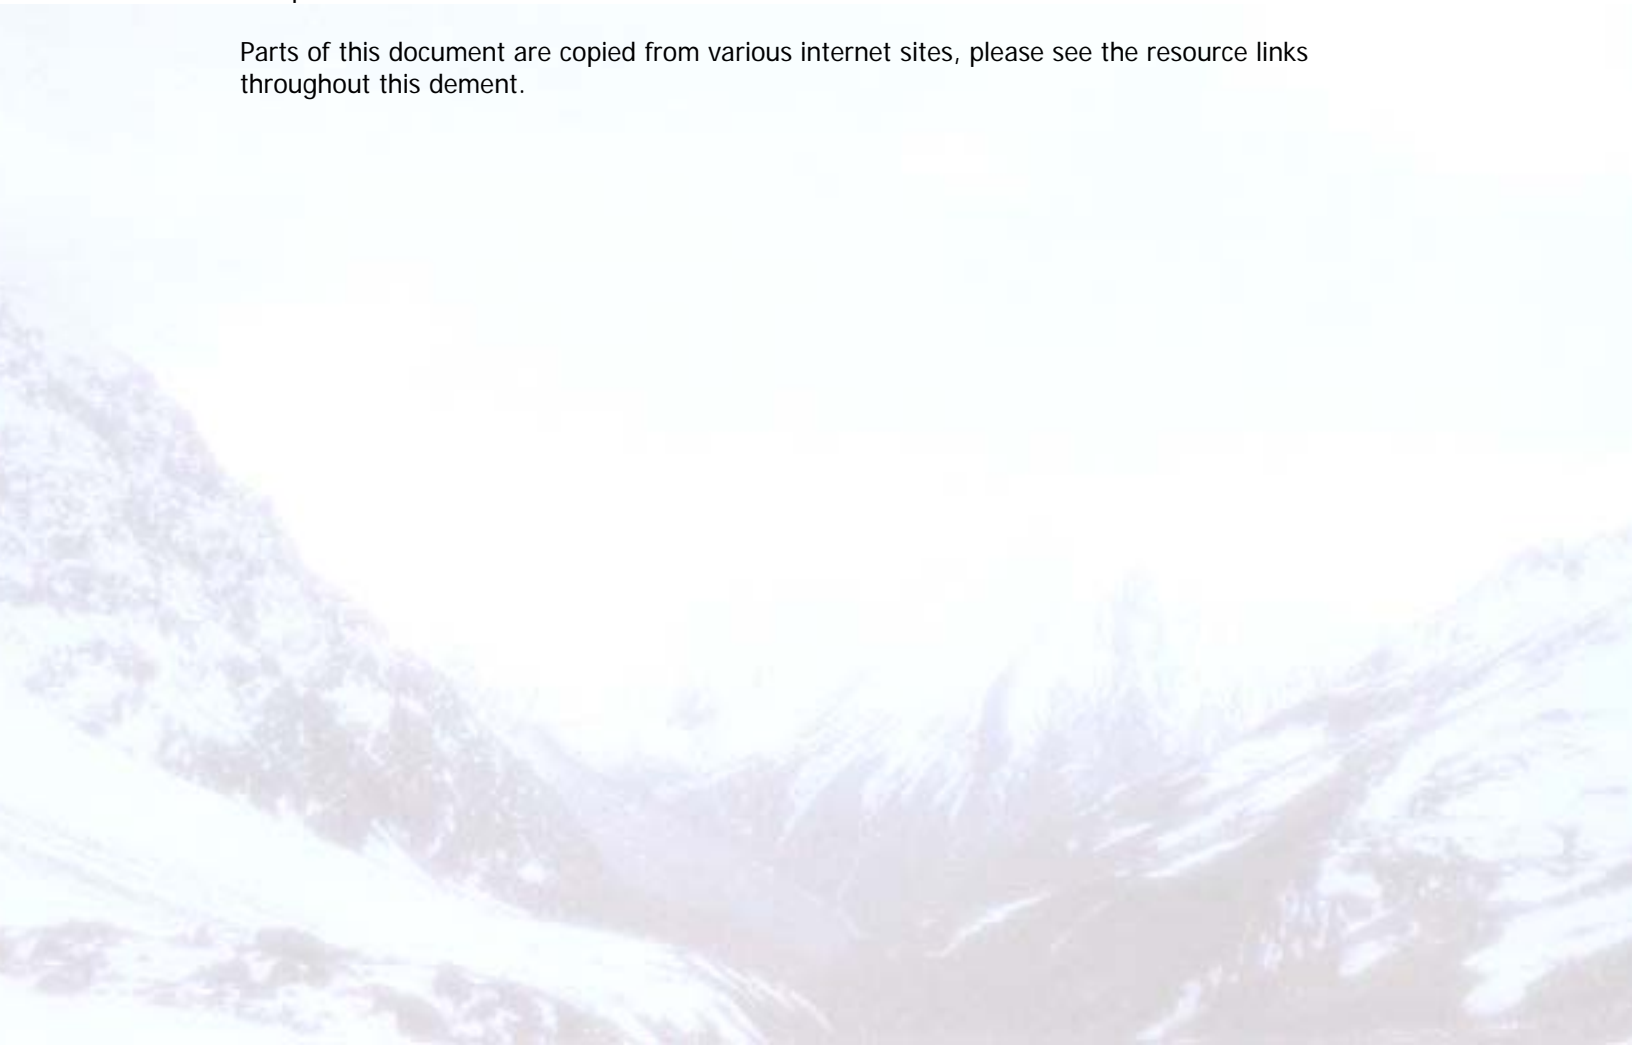 Parts of this document are copied from various internet sites, please see the resource links
throughout this dement.